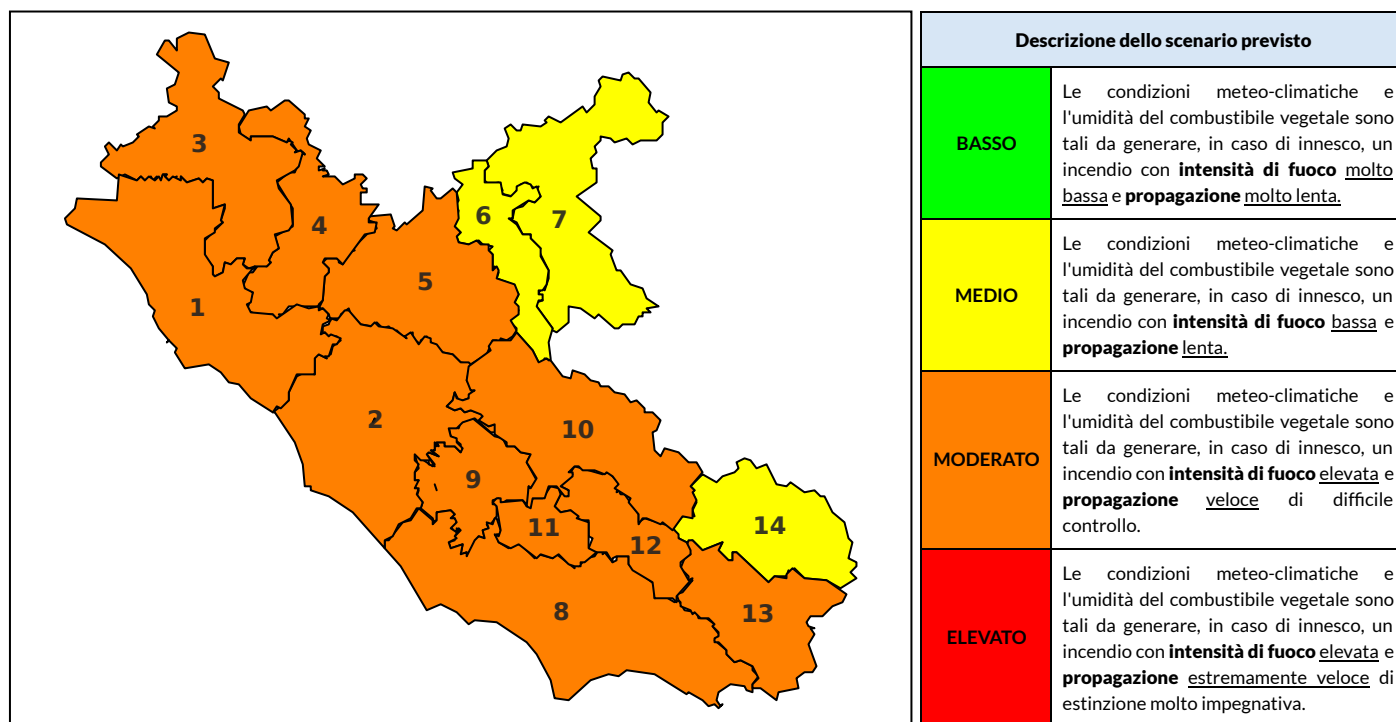 3
4
6
7
5
1
2
10
9
11
12
14
8
13
Descrizione dello scenario previsto
BASSO
Le condizioni meteo-climatiche e
l'umidità del combustibile vegetale sono
tali da generare, in caso di innesco, un
incendio con intensità di fuoco molto
bassa e propagazione molto lenta.
MEDIO
Le condizioni meteo-climatiche e
l'umidità del combustibile vegetale sono
tali da generare, in caso di innesco, un
incendio con intensità di fuoco bassa e
propagazione lenta.
MODERATO
Le condizioni meteo-climatiche e
l'umidità del combustibile vegetale sono
tali da generare, in caso di innesco, un
incendio con intensità di fuoco elevata e
propagazione veloce di difficile
controllo.
ELEVATO
Le condizioni meteo-climatiche e
l'umidità del combustibile vegetale sono
tali da generare, in caso di innesco, un
incendio con intensità di fuoco elevata e
propagazione estremamente veloce di
estinzione molto impegnativa.